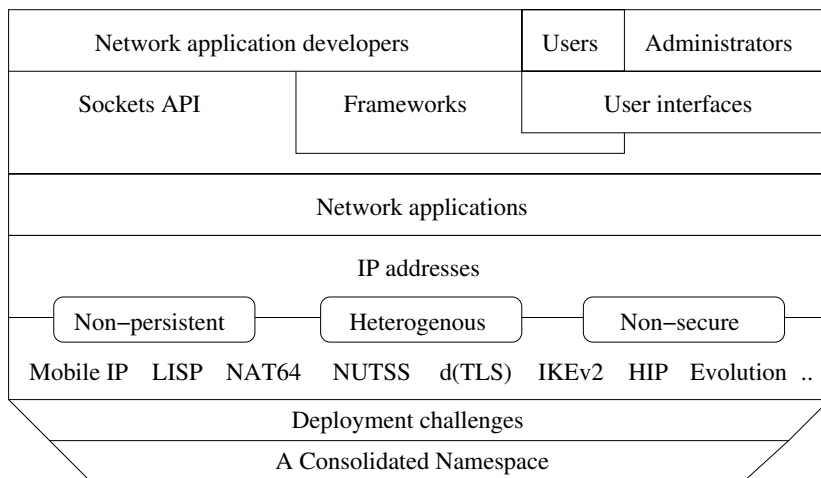 Network application developers Users Administrators
Sockets API Frameworks User interfaces
Network applications
IP addresses
Non−persistent Heterogenous Non−secure
Mobile IP LISP NAT64 NUTSS d(TLS) IKEv2 HIP Evolution ..
Deployment challenges
A Consolidated Namespace